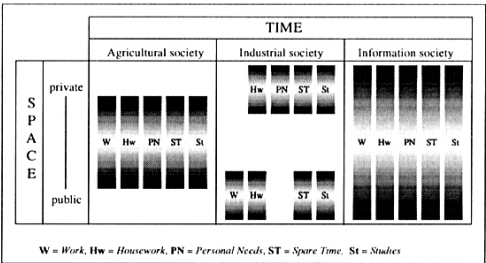 TIME
Agricultural society Industrial society Information society
SPACE
private
public
W Hw PN ST St
Hw PN ST St
W Hw ST St
W Hw PN ST St
W = Work, Hw = Housework, PN = Personal Needs, ST = Spare Time. St = Studies